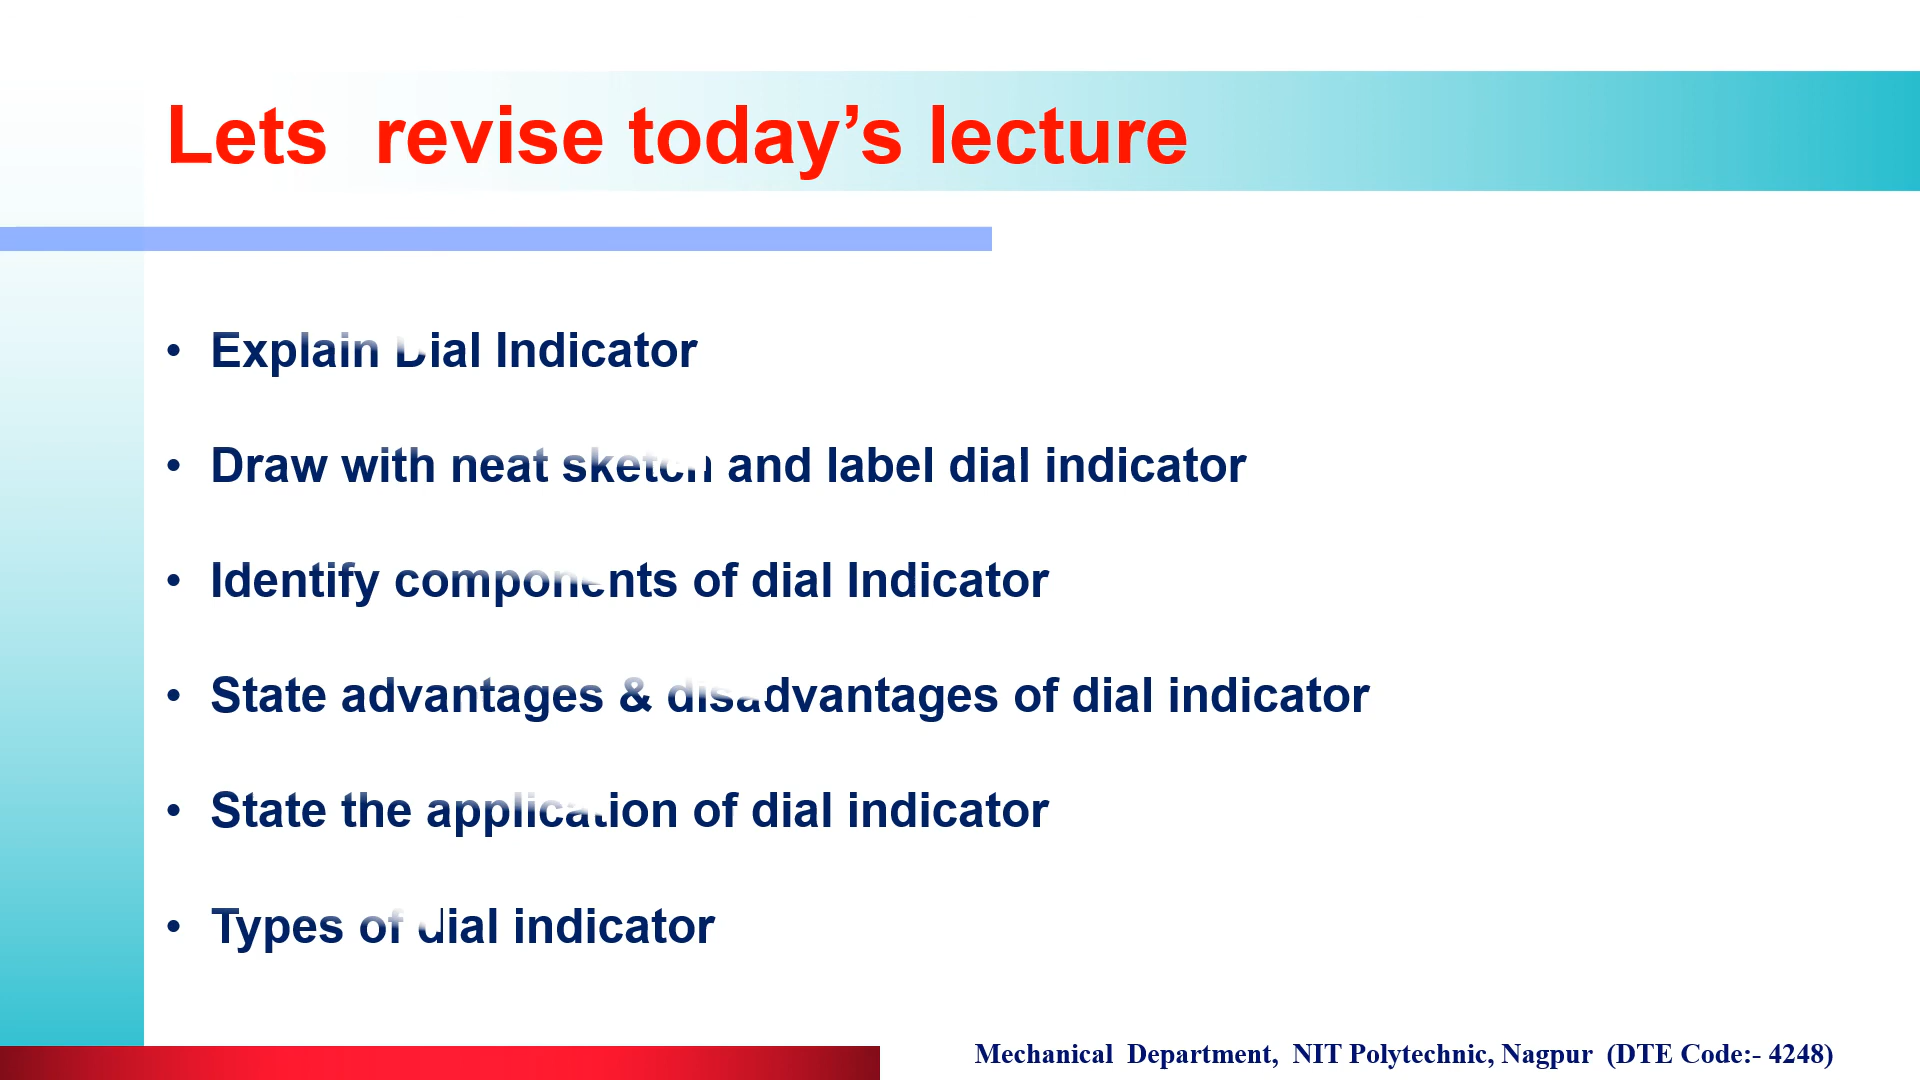 Lets  revise today’s lecture
• Explain Dial Indicator
• Draw with neat sketch and label dial indicator
• Identify components of dial Indicator
• State advantages & disadvantages of dial indicator
• State the application of dial indicator
• Types of dial indicator
Mechanical  Department,  NIT Polytechnic, Nagpur  (DTE Code:- 4248)